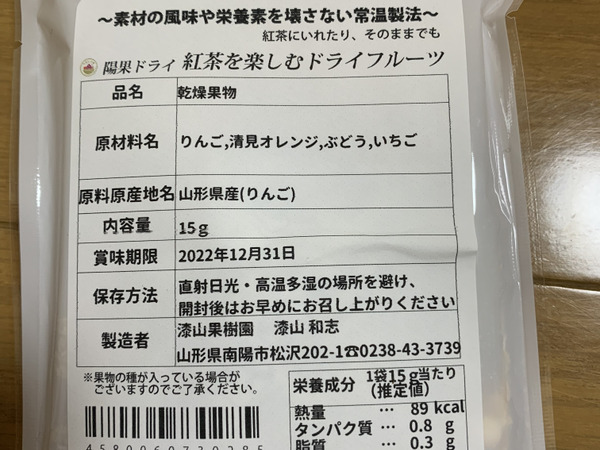 ～素材の風味や栄養素を壊さない常温製法～
紅茶にいれたり、そのままでも
陽果ドライ 紅茶を楽しむドライフルーツ
品名 乾燥果物
原材料名 りんご,清見オレンジ,ぶどう,いちご
原料原産地名 山形県産(りんご)
内容量 15g
賞味期限 2022年12月31日
保存方法 直射日光・高温多湿の場所を避け、
開封後はお早めにお召し上がりください
製造者 漆山果樹園 漆山 和志
山形県南陽市松沢202-1☎0238-43-3739
※果物の種が入っている場合が
ございますのでご了承ください。
栄養成分 1袋15g当たり
(推定値)
熱量 … 89 kcal
タンパク質 … 0.8 g
脂質 … 0.3 g
4580060739285